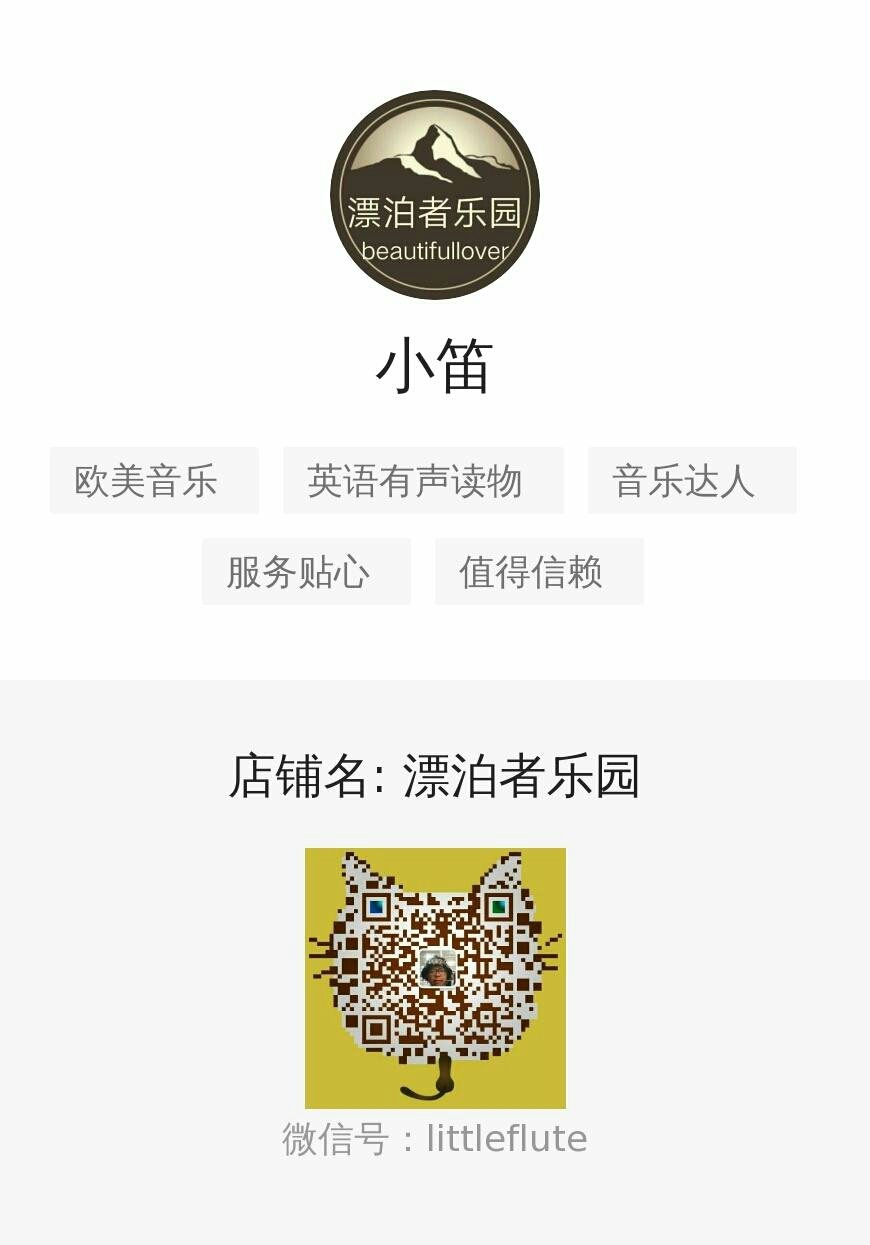 漂泊者乐园
beautifullover
小笛
欧美音乐 英语有声读物 音乐达人
服务贴心 值得信赖
店铺名: 漂泊者乐园
微信号：littleflute